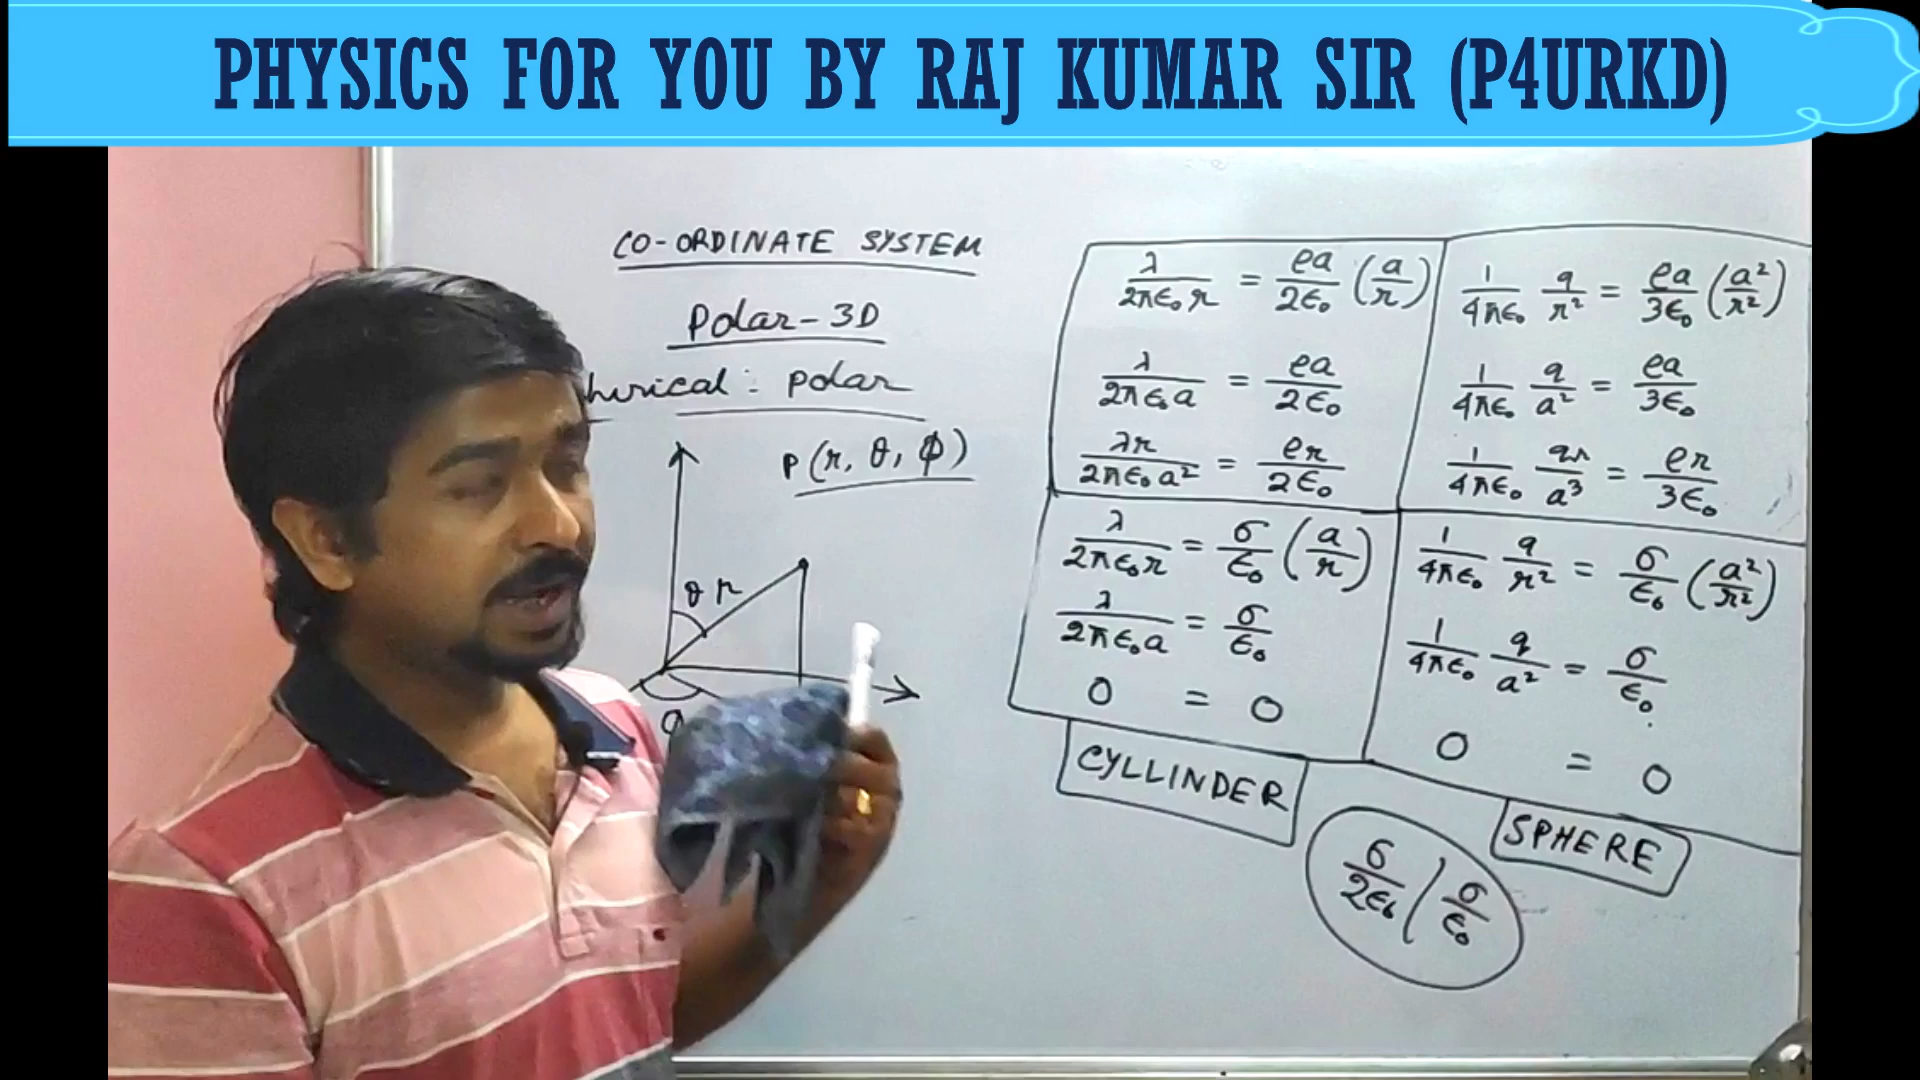 PHYSICS FOR YOU BY RAJ KUMAR SIR (P4URKD)
CO-ORDINATE SYSTEM
Polar-3D
herical : polar
P(r, θ, ϕ)
θ r
λ/2πϵ₀r = ρa/2ϵ₀ (a/r)
λ/2πϵ₀a = ρa/2ϵ₀
λr/2πϵ₀a² = ρr/2ϵ₀
1/4πϵ₀ q/r² = ρa/3ϵ₀ (a²/r²)
1/4πϵ₀ q/a² = ρa/3ϵ₀
1/4πϵ₀ qr/a³ = ρr/3ϵ₀
λ/2πϵ₀r = σ/ϵ₀ (a/r)
λ/2πϵ₀a = σ/ϵ₀
0 = 0
1/4πϵ₀ q/r² = σ/ϵ₀ (a²/r²)
1/4πϵ₀ q/a² = σ/ϵ₀
0 = 0
CYLLINDER
SPHERE
σ/2ϵ₀ / σ/ϵ₀